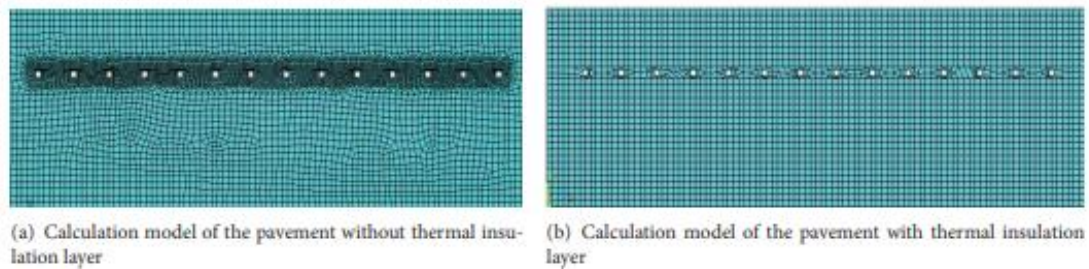 (a) Calculation model of the pavement without thermal insu-
lation layer
(b) Calculation model of the pavement with thermal insulation
layer